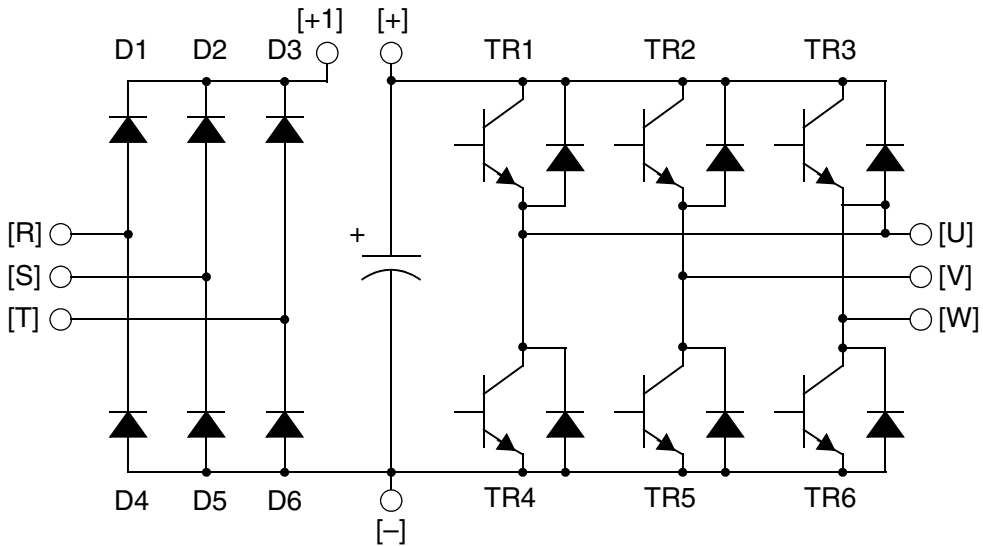 [+1] [+]
D1 D2 D3 TR1 TR2 TR3
[R] + [U]
[S] [V]
[T] [W]
D4 D5 D6 TR4 TR5 TR6
[–]